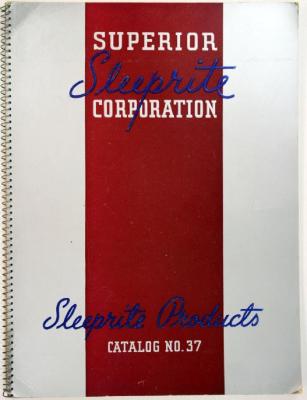 SUPERIOR
Sleeprite
CORPORATION
Sleeprite Products
CATALOG NO. 37